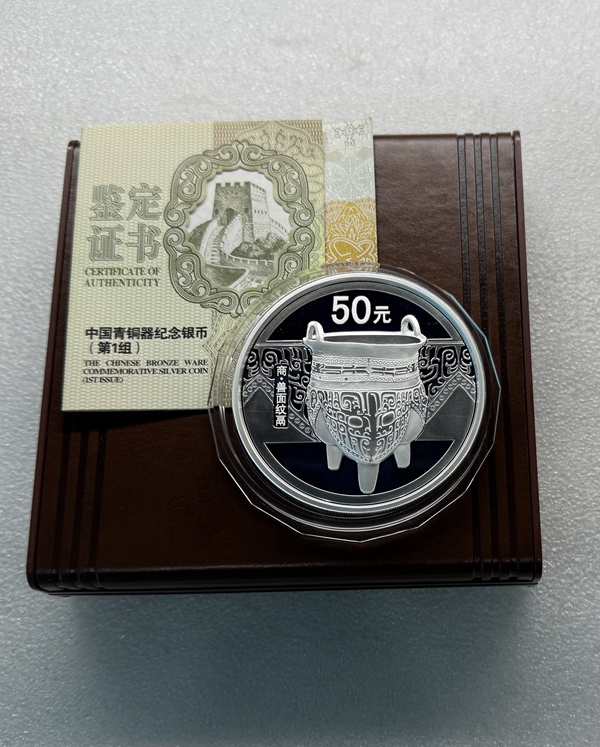 鉴定
证书
CERTIFICATE OF
AUTHENTICITY
中国青铜器纪念银币
（第1组）
THE CHINESE BRONZE WARE
COMMEMORATIVE SILVER COIN
(1ST ISSUE)
50元
商·兽面纹鬲